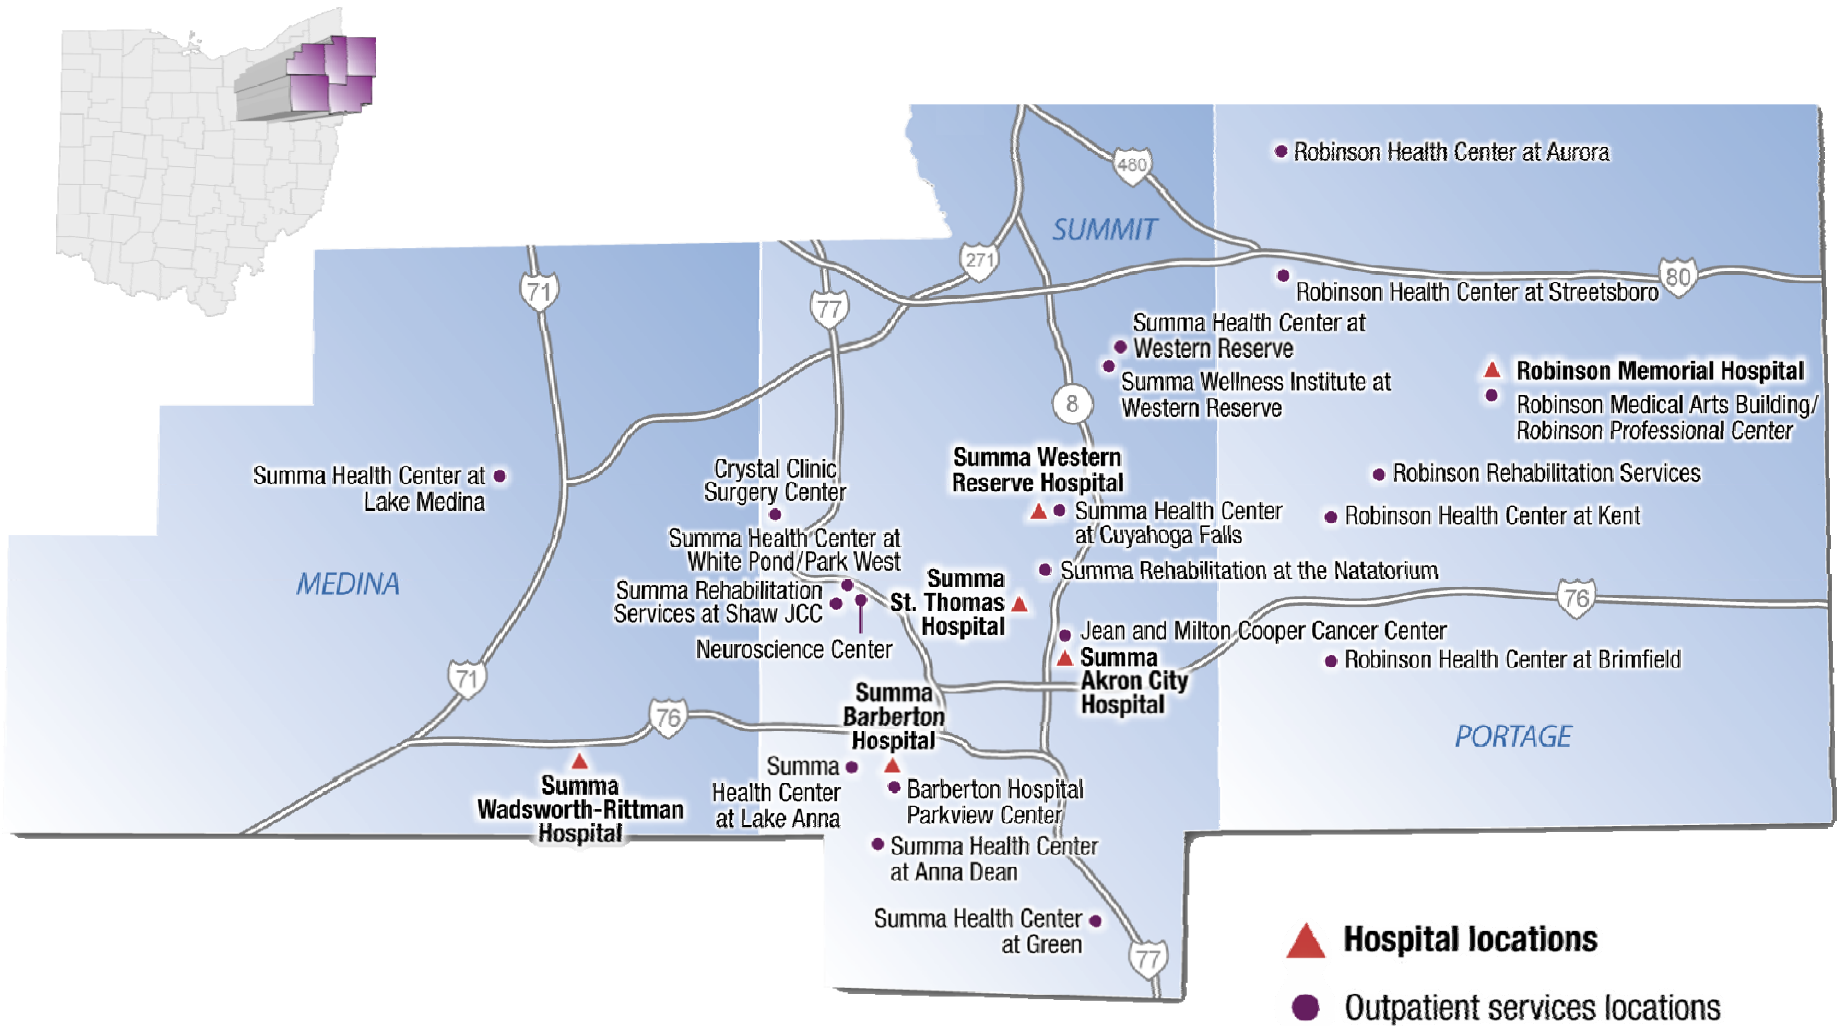 480
Robinson Health Center at Aurora
SUMMIT
271
71
77
80
Robinson Health Center at Streetsboro
Summa Health Center at
Western Reserve
Summa Wellness Institute at
Western Reserve
8
Robinson Memorial Hospital
Robinson Medical Arts Building/
Robinson Professional Center
Summa Health Center at
Lake Medina
Crystal Clinic
Surgery Center
Summa Western
Reserve Hospital
Robinson Rehabilitation Services
Summa Health Center
at Cuyahoga Falls
Robinson Health Center at Kent
Summa Health Center at
White Pond/Park West
MEDINA
Summa Rehabilitation
Services at Shaw JCC
Neuroscience Center
Summa
St. Thomas
Hospital
Summa Rehabilitation at the Natatorium
76
Jean and Milton Cooper Cancer Center
Summa
Akron City
Hospital
Robinson Health Center at Brimfield
71
76
Summa
Barberton
Hospital
PORTAGE
Summa
Wadsworth-Rittman
Hospital
Summa
Health Center
at Lake Anna
Barberton Hospital
Parkview Center
Summa Health Center
at Anna Dean
Summa Health Center
at Green
77
Hospital locations
Outpatient services locations